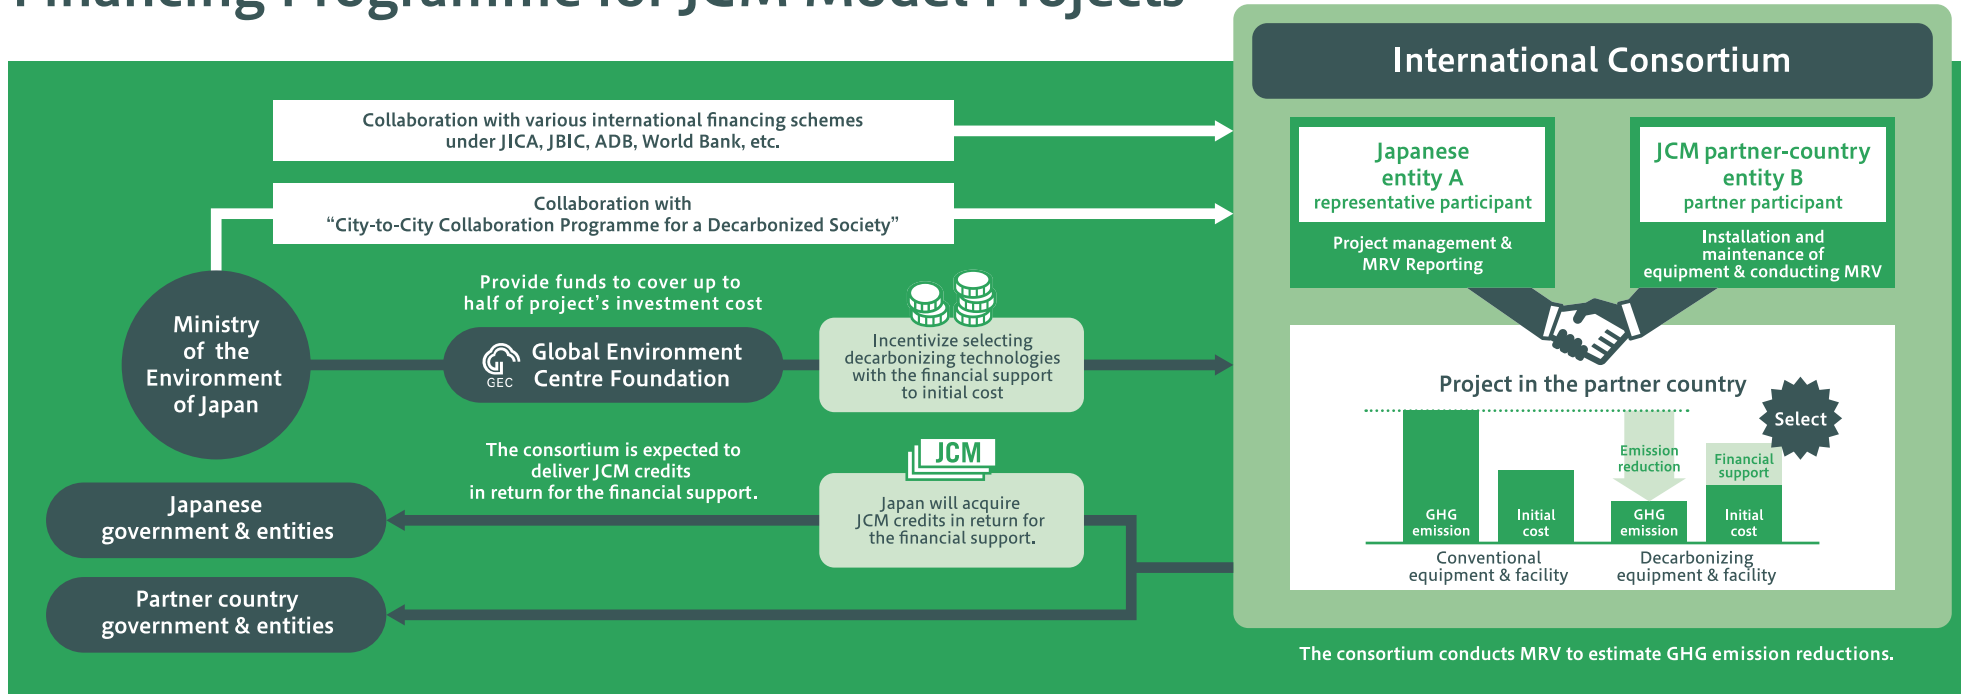 Financing Programme for JCM Model Projects
International Consortium
Collaboration with various international financing schemes
under JICA, JBIC, ADB, World Bank, etc.
Collaboration with
“City-to-City Collaboration Programme for a Decarbonized Society”
Japanese
entity A
representative participant
Project management &
MRV Reporting
JCM partner-country
entity B
partner participant
Installation and
maintenance of
equipment & conducting MRV
Ministry
of the
Environment
of Japan
Provide funds to cover up to
half of project’s investment cost
GEC
Global Environment
Centre Foundation
Incentivize selecting
decarbonizing technologies
with the financial support
to initial cost
The consortium is expected to
deliver JCM credits
in return for the financial support.
JCM
Japan will acquire
JCM credits in return for
the financial support.
Japanese
government & entities
Partner country
government & entities
Project in the partner country
Select
Emission
reduction
Financial
support
GHG
emission
Initial
cost
GHG
emission
Initial
cost
Conventional
equipment & facility
Decarbonizing
equipment & facility
The consortium conducts MRV to estimate GHG emission reductions.